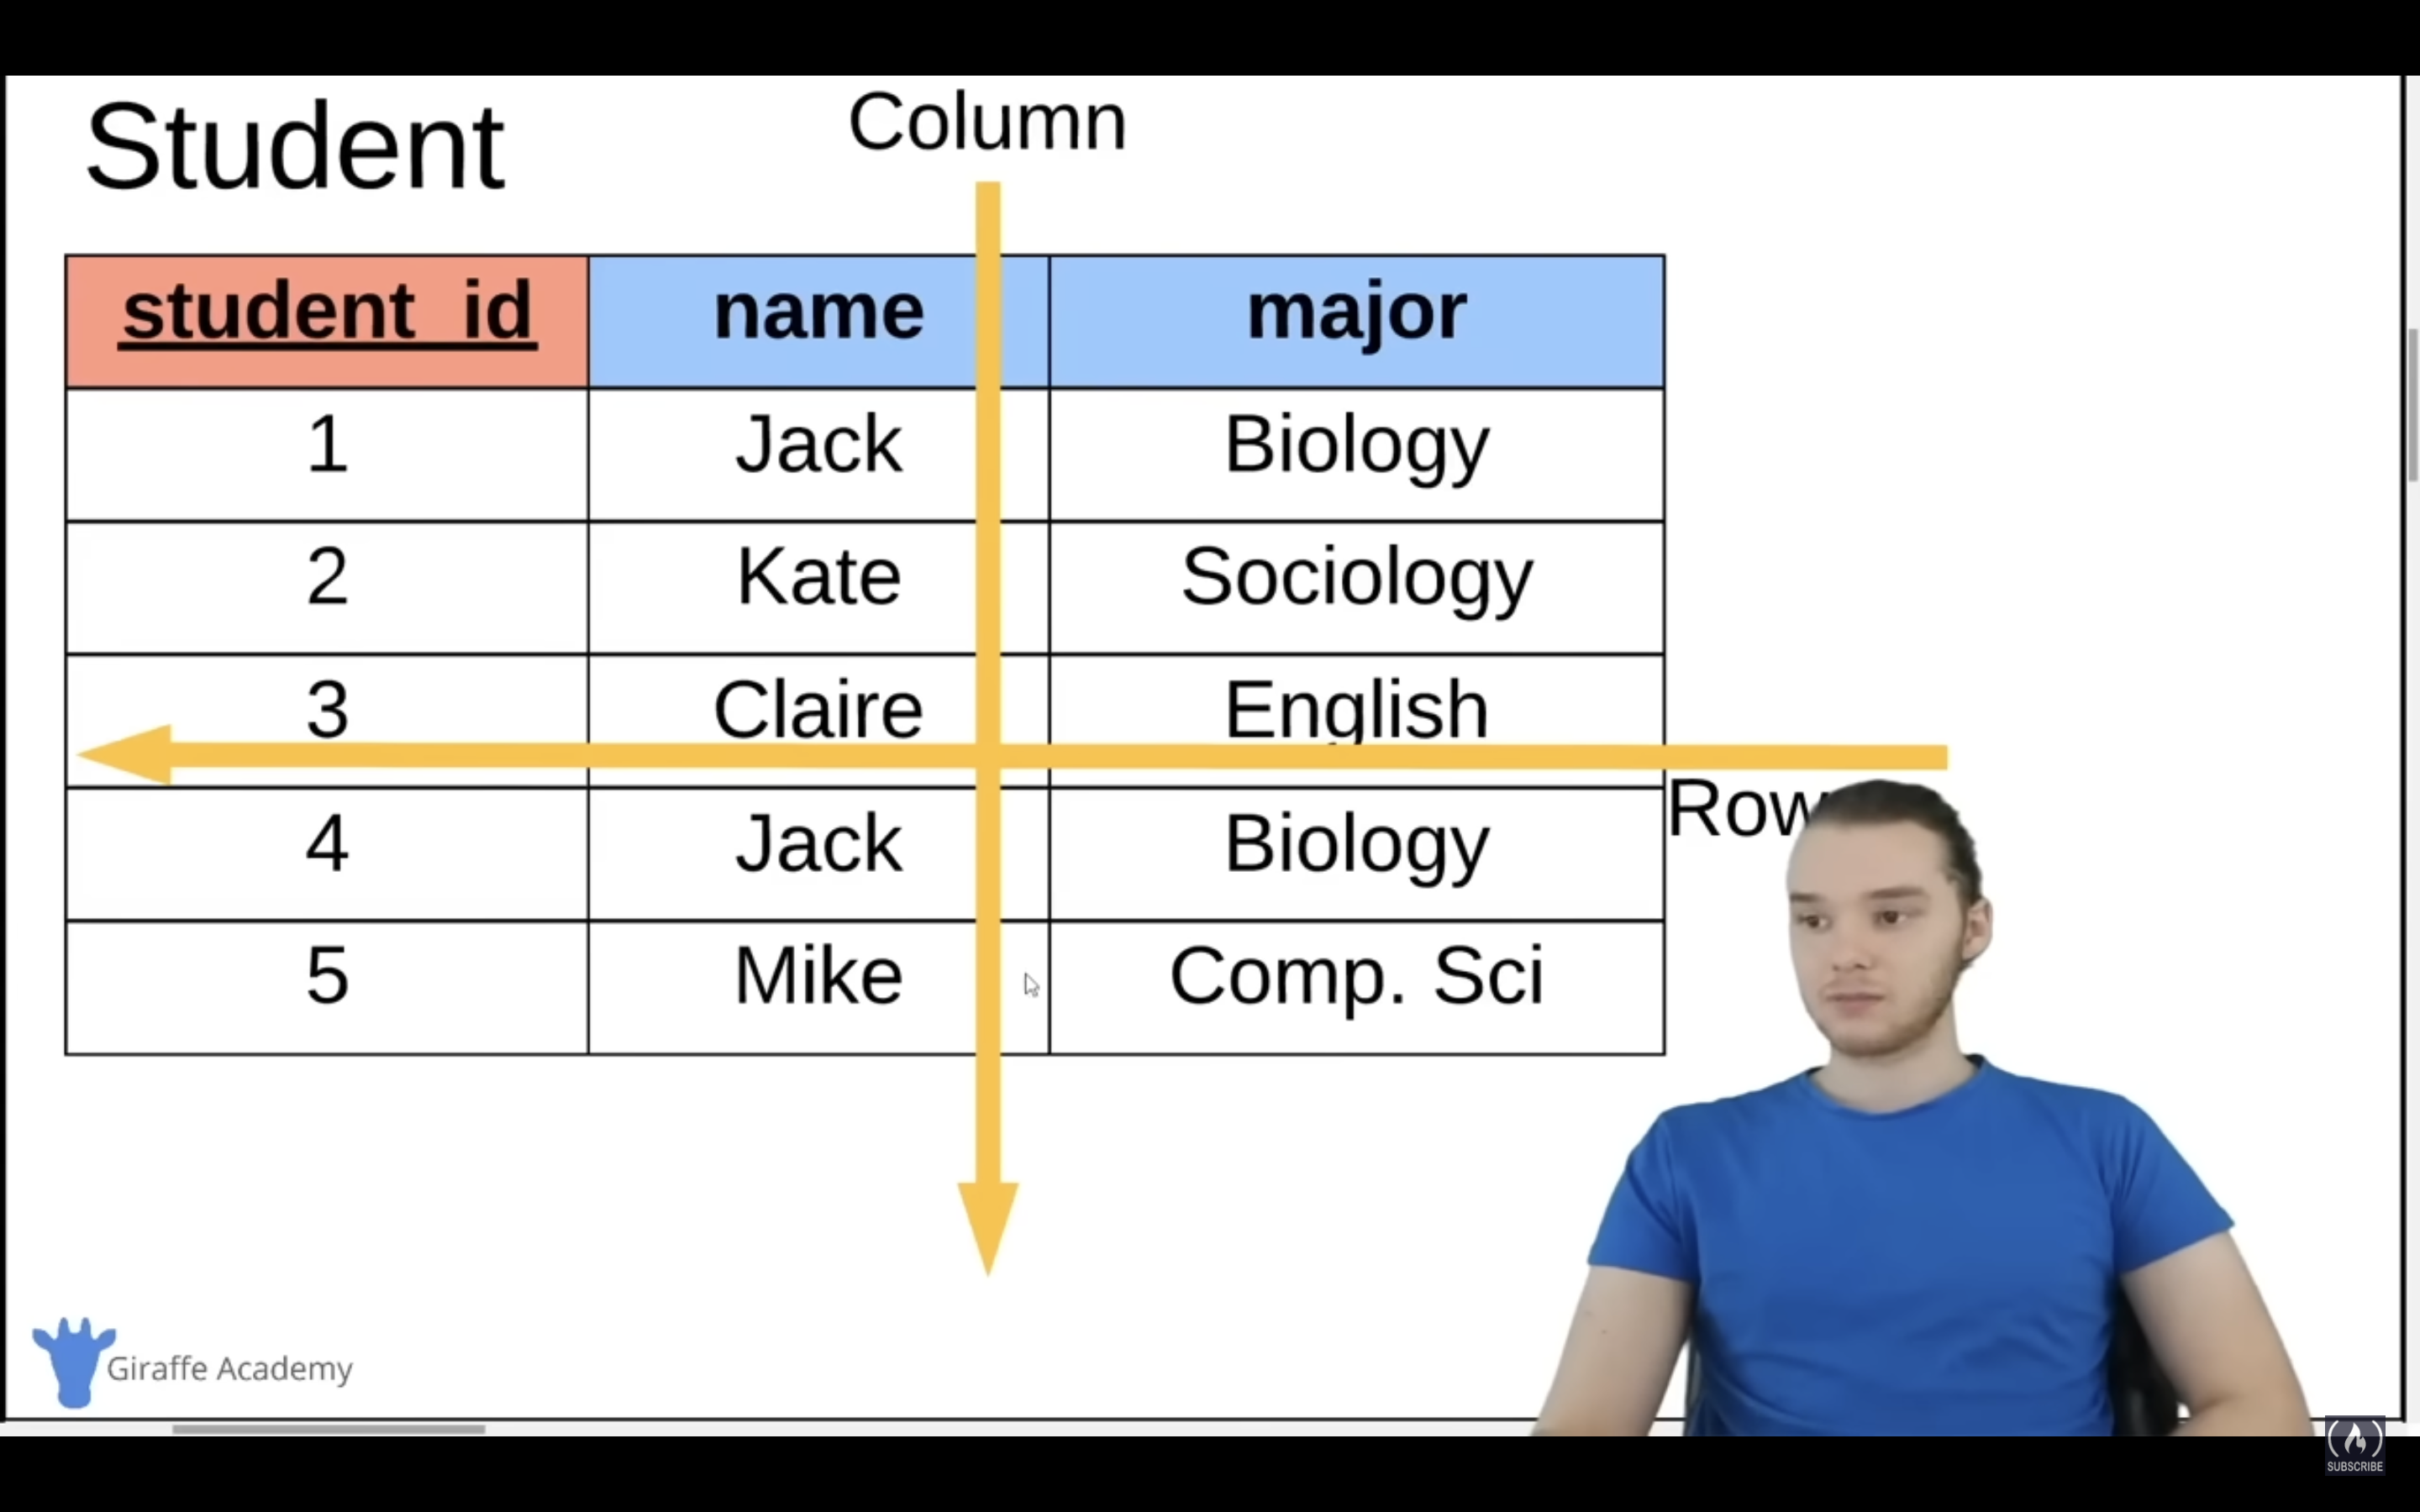 Student
Column
student_id name major
1 Jack Biology
2 Kate Sociology
3 Claire English
4 Jack Biology
5 Mike Comp. Sci
Row
Giraffe Academy
SUBSCRIBE